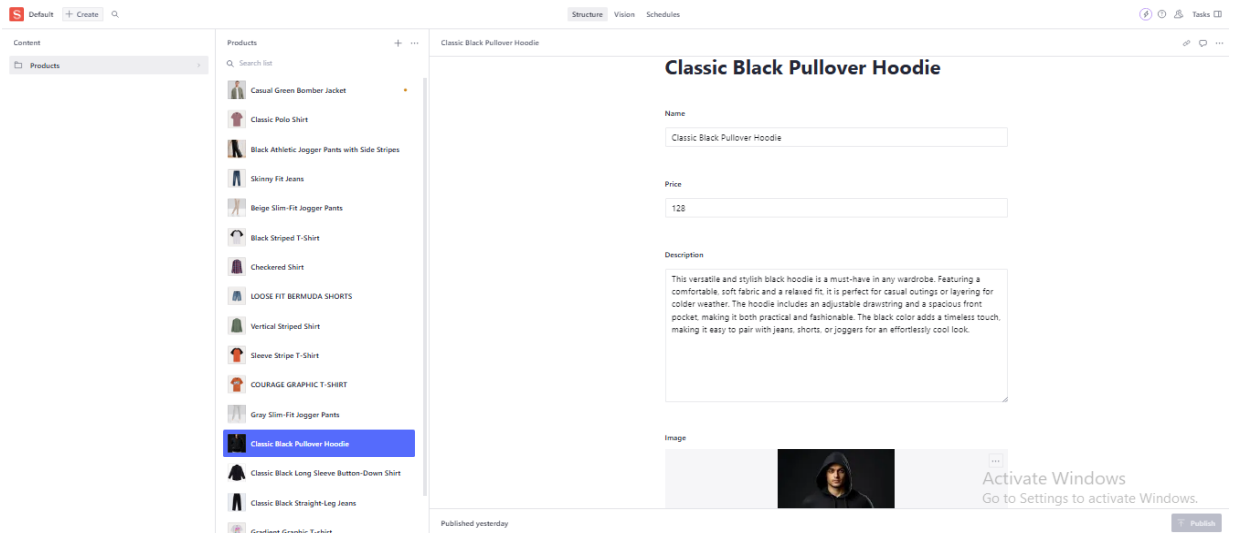 S Default + Create
Structure Vision Schedules
Tasks
Content
Products
Products
Search list
Casual Green Bomber Jacket
Classic Polo Shirt
Black Athletic Jogger Pants with Side Stripes
Skinny Fit Jeans
Beige Slim-Fit Jogger Pants
Black Striped T-Shirt
Checkered Shirt
LOOSE FIT BERMUDA SHORTS
Vertical Striped Shirt
Sleeve Stripe T-Shirt
COURAGE GRAPHIC T-SHIRT
Gray Slim-Fit Jogger Pants
Classic Black Pullover Hoodie
Classic Black Long Sleeve Button-Down Shirt
Classic Black Straight-Leg Jeans
Gradient Graphic T-shirt
Classic Black Pullover Hoodie
Classic Black Pullover Hoodie
Name
Classic Black Pullover Hoodie
Price
128
Description
This versatile and stylish black hoodie is a must-have in any wardrobe. Featuring a
comfortable, soft fabric and a relaxed fit, it is perfect for casual outings or layering for
colder weather. The hoodie includes an adjustable drawstring and a spacious front
pocket, making it both practical and fashionable. The black color adds a timeless touch,
making it easy to pair with jeans, shorts, or joggers for an effortlessly cool look.
Image
Activate Windows
Go to Settings to activate Windows.
Published yesterday
Publish